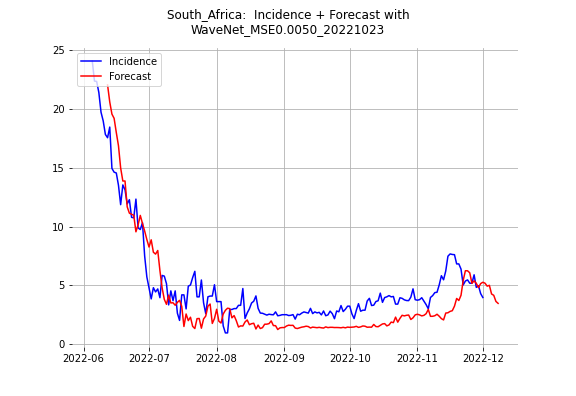 South_Africa:  Incidence + Forecast with
WaveNet_MSE0.0050_20221023
25
20
15
10
5
0
Incidence
Forecast
2022-06 2022-07 2022-08 2022-09 2022-10 2022-11 2022-12